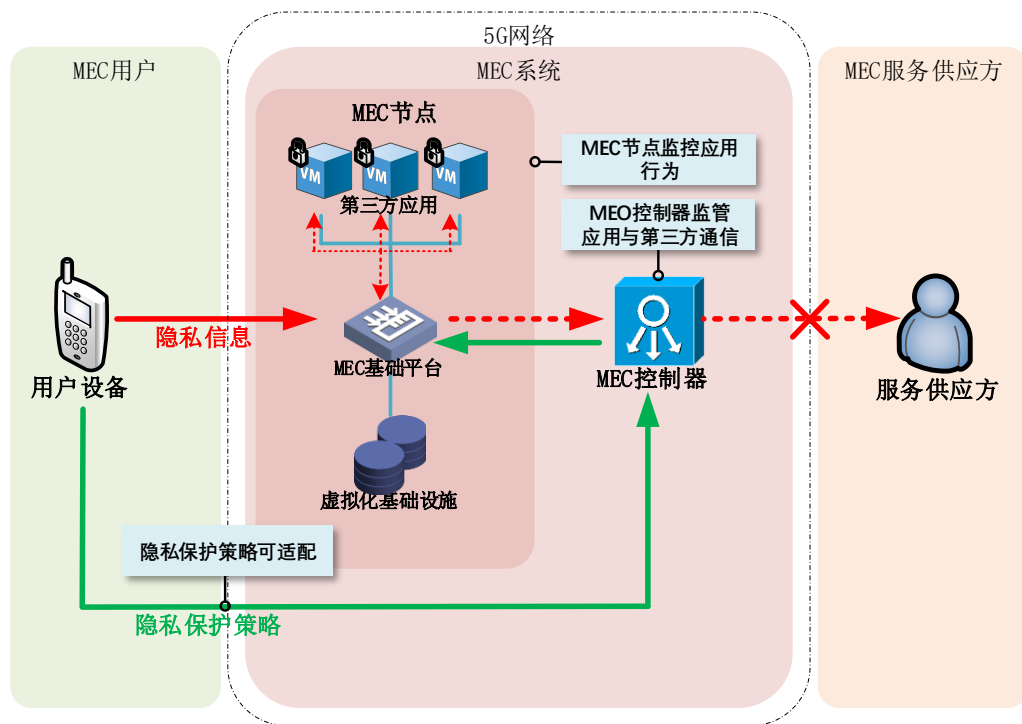 5G网络
MEC用户
MEC系统
MEC服务供应方
MEC节点
VM
VM
VM
第三方应用
MEC节点监控应用
行为
MEO控制器监管
应用与第三方通信
隐私信息
MEC基础平台
MEC控制器
用户设备
服务供应方
虚拟化基础设施
隐私保护策略可适配
隐私保护策略